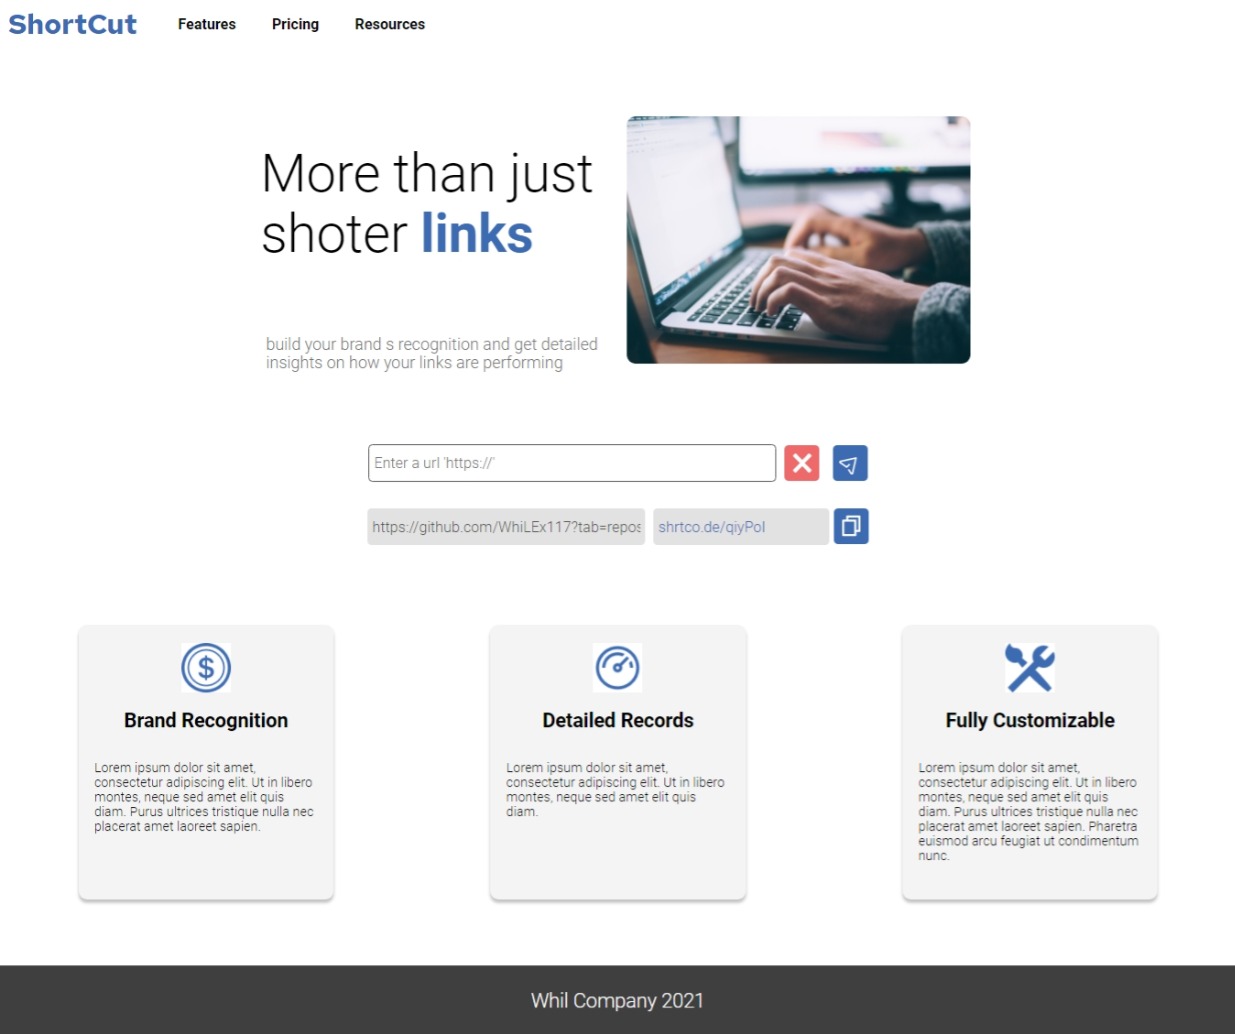 ShortCut Features Pricing Resources
More than just
shoter links
build your brand s recognition and get detailed
insights on how your links are performing
Enter a url 'https://'
https://github.com/WhiLEx117?tab=repos
shrtco.de/qiyPoI
Brand Recognition
Lorem ipsum dolor sit amet,
consectetur adipiscing elit. Ut in libero
montes, neque sed amet elit quis
diam. Purus ultrices tristique nulla nec
placerat amet laoreet sapien.
Detailed Records
Lorem ipsum dolor sit amet,
consectetur adipiscing elit. Ut in libero
montes, neque sed amet elit quis
diam.
Fully Customizable
Lorem ipsum dolor sit amet,
consectetur adipiscing elit. Ut in libero
montes, neque sed amet elit quis
diam. Purus ultrices tristique nulla nec
placerat amet laoreet sapien. Pharetra
euismod arcu feugiat ut condimentum
nunc.
Whil Company 2021